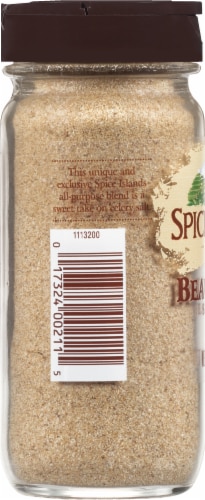 This unique and
exclusive Spice Islands
all-purpose blend is a
sweet take on celery salt.
1113200
0 17324 00211 5
SPIC
BEA